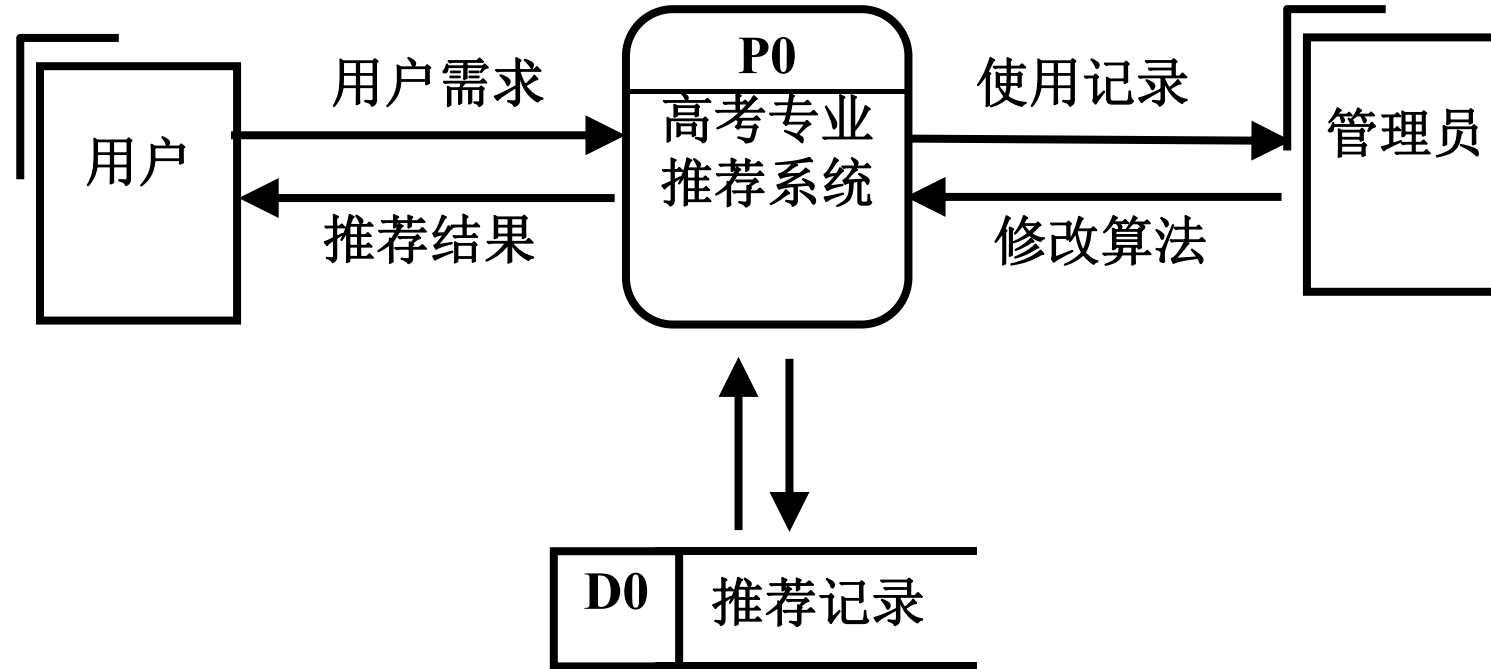 P0
用户需求
使用记录
高考专业
推荐系统
用户
管理员
推荐结果
修改算法
D0
推荐记录